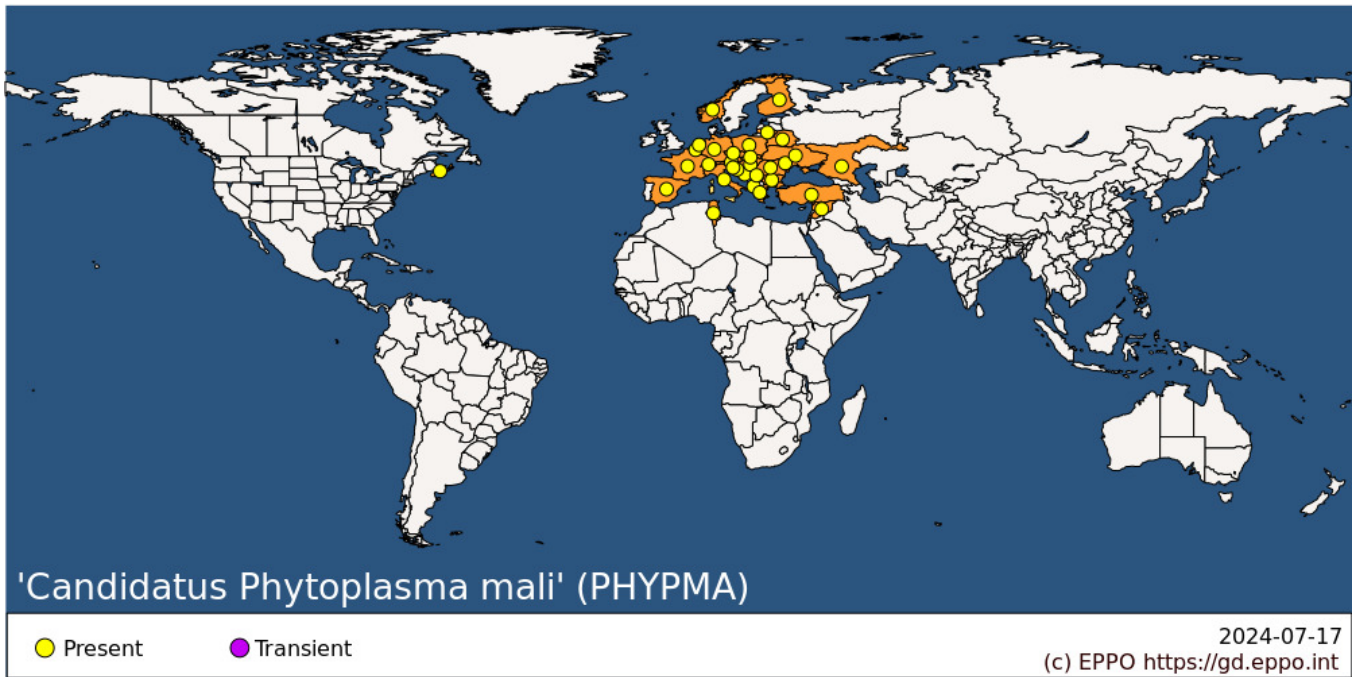 'Candidatus Phytoplasma mali' (PHYPMA)
Present
Transient
2024-07-17
(c) EPPO https://gd.eppo.int